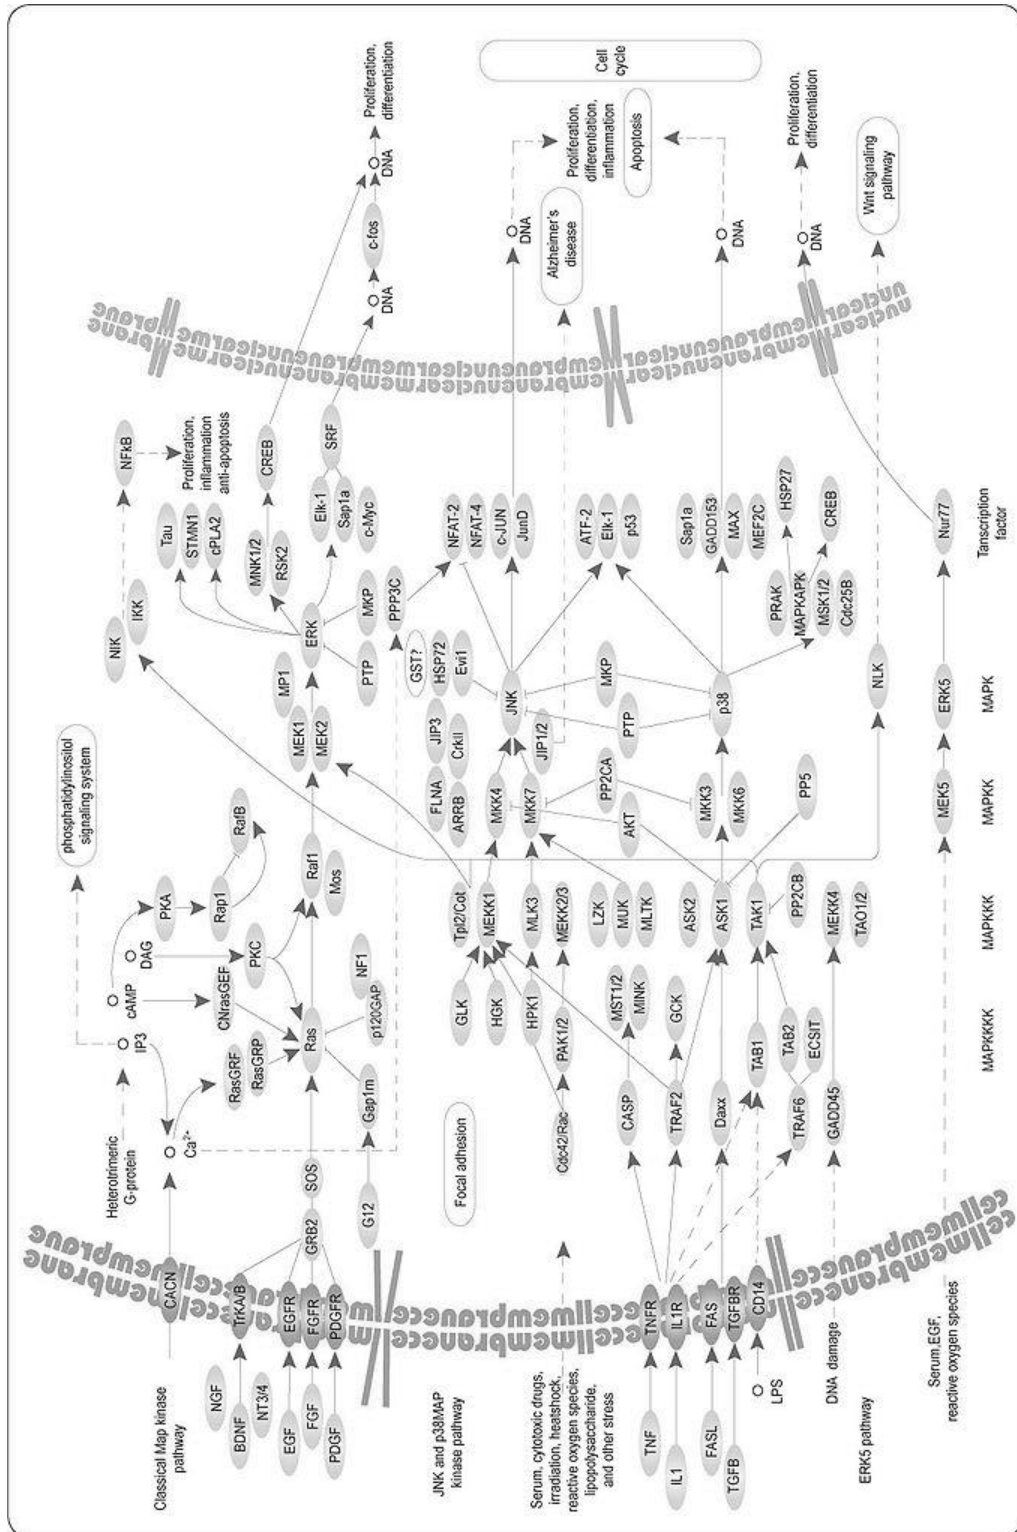 Classical Map kinase
pathway
Heterotrimeric
G-protein
phosphatidylinositol
signaling system
CACN
Ca2+
IP3
cAMP
DAG
PKA
Rap1
RafB
CNrasGEF
PKC
RasGRF
RasGRP
NGF
BDNF
NT3/4
TrKA/B
EGF
EGFR
FGF
FGFR
PDGF
PDGFR
GRB2
SOS
Ras
G12
Gap1m
p120GAP
NF1
Raf1
Mos
MEK1
MEK2
MP1
ERK
PTP
MKP
NIK
IKK
NFkB
Proliferation,
inflammation
anti-apoptosis
Tau
STMN1
cPLA2
MNK1/2
RSK2
CREB
Elk-1
Sap1a
c-Myc
SRF
DNA
c-fos
DNA
Proliferation,
differentiation
PPP3C
cell membrane
nuclear membrane
JNK and p38MAP
kinase pathway
Focal adhesion
Serum, cytotoxic drugs,
irradiation, heatshock,
reactive oxygen species,
lipopolysaccharide,
and other stress
Cdc42/Rac
GLK
HGK
HPK1
PAK1/2
Tpl2/Cot
MEKK1
MLK3
MEKK2/3
LZK
MUK
MLTK
FLNA
ARRB
JIP3
CrkII
GST?
HSP72
Evi1
MKK4
MKK7
JIP1/2
JNK
NFAT-2
NFAT-4
c-JUN
JunD
DNA
Proliferation,
differentiation,
inflammation
Apoptosis
Cell
cycle
Alzheimer's
disease
PP2CA
AKT
PTP
MKP
ATF-2
Elk-1
p53
TNF
TNFR
IL1
IL1R
FASL
FAS
TGFB
TGFBR
LPS
CD14
CASP
MST1/2
MINK
TRAF2
GCK
Daxx
ASK2
ASK1
TAB1
TAK1
TAB2
TRAF6
ECSIT
PP2CB
MKK3
MKK6
PP5
p38
Sap1a
GADD153
MAX
MEF2C
DNA
PRAK
MAPKAPK
MSK1/2
Cdc25B
HSP27
CREB
DNA damage
GADD45
MEKK4
TAO1/2
NLK
Wnt signaling
pathway
ERK5 pathway
Serum,EGF,
reactive oxygen species
MEK5
ERK5
Nur77
DNA
Proliferation,
differentiation
MAPKKKK
MAPKKK
MAPKK
MAPK
Tanscription
factor